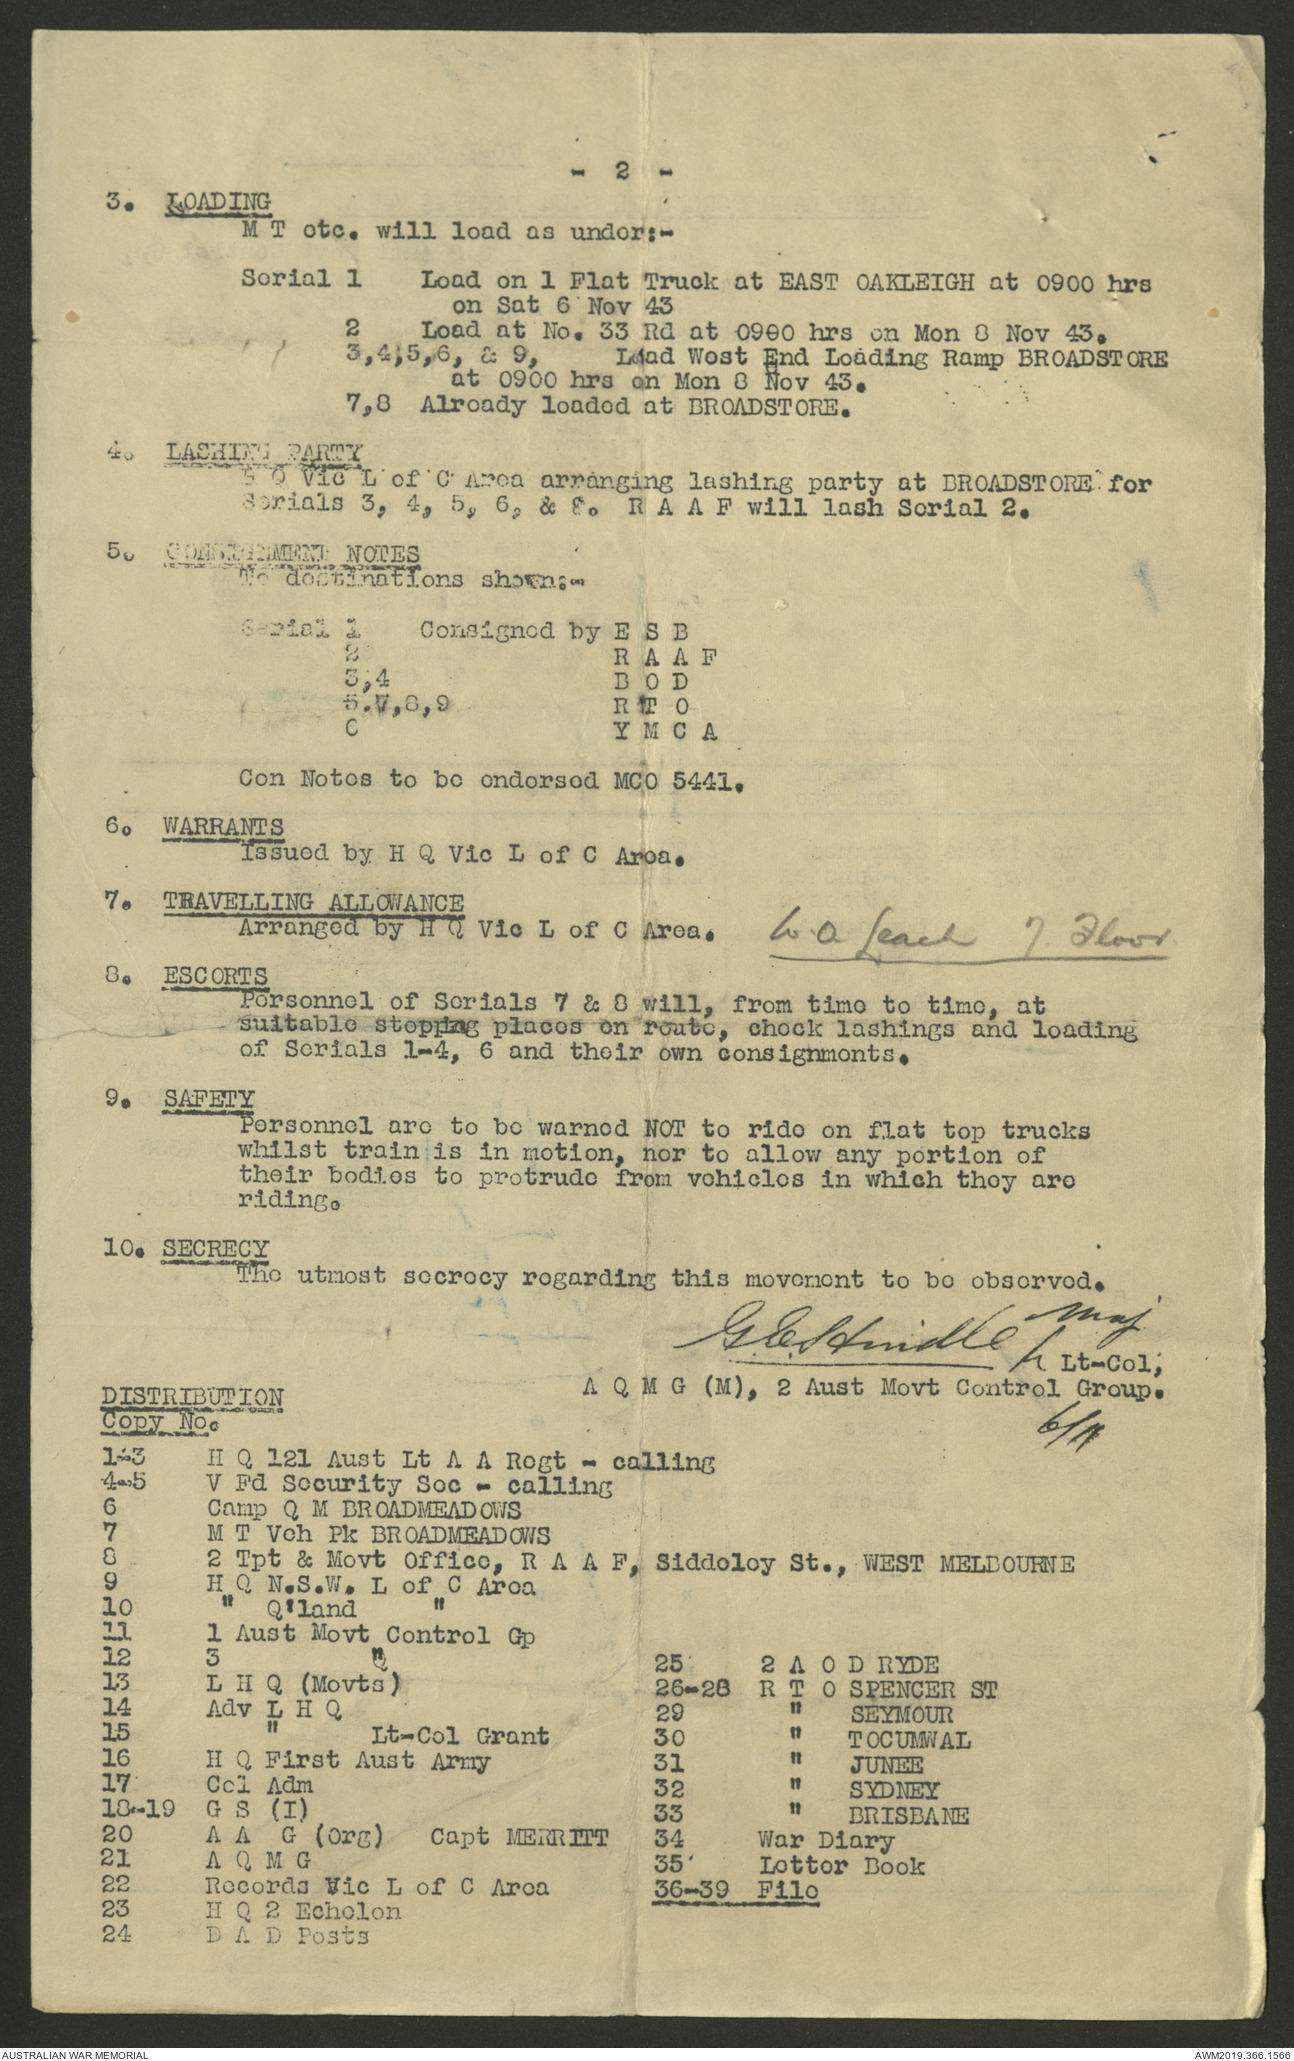 - 2 -
3. LOADING
M T etc. will load as under:-
Serial 1 Load on 1 Flat Truck at EAST OAKLEIGH at 0900 hrs
on Sat 6 Nov 43
2 Load at No. 33 Rd at 0900 hrs on Mon 8 Nov 43.
3,4,5,6, & 9, Load West End Loading Ramp BROADSTORE
at 0900 hrs on Mon 8 Nov 43.
7,8 Already loaded at BROADSTORE.
4. LASHING PARTY
H Q Vic L of C Area arranging lashing party at BROADSTORE for
Serials 3, 4, 5, 6, & 9. R A A F will lash Serial 2.
5. CONSIGNMENT NOTES
To destinations shown:-
Serial 1 Consigned by E S B
2 R A A F
3,4 B O D
5.7,8,9 R T O
6 Y M C A
Con Notes to be endorsed MCO 5441.
6. WARRANTS
Issued by H Q Vic L of C Area.
7. TRAVELLING ALLOWANCE
Arranged by H Q Vic L of C Area. W.A Leach 7. Floor
8. ESCORTS
Personnel of Serials 7 & 8 will, from time to time, at
suitable stopping places en route, check lashings and loading
of Serials 1-4, 6 and their own consignments.
9. SAFETY
Personnel are to be warned NOT to ride on flat top trucks
whilst train is in motion, nor to allow any portion of
their bodies to protrude from vehicles in which they are
riding.
10. SECRECY
The utmost secrecy regarding this movement to be observed.
G.E.Hindle Maj
Lt-Col,
A Q M G (M), 2 Aust Movt Control Group.
6/11
DISTRIBUTION
Copy No.
1-3 H Q 121 Aust Lt A A Regt - calling
4-5 V Fd Security Sec - calling
6 Camp Q M BROADMEADOWS
7 M T Veh Pk BROADMEADOWS
8 2 Tpt & Movt Office, R A A F, Siddeley St., WEST MELBOURNE
9 H Q N.S.W. L of C Area
10 " Q'land "
11 1 Aust Movt Control Gp
12 3 "
13 L H Q (Movts)
14 Adv L H Q
15 " Lt-Col Grant
16 H Q First Aust Army
17 Col Adm
18-19 G S (I)
20 A A G (Org) Capt MERRITT
21 A Q M G
22 Records Vic L of C Area
23 H Q 2 Echelon
24 D A D Posts
25 2 A O D RYDE
26-28 R T O SPENCER ST
29 " SEYMOUR
30 " TOCUMWAL
31 " JUNEE
32 " SYDNEY
33 " BRISBANE
34 War Diary
35 Letter Book
36-39 File
AUSTRALIAN WAR MEMORIAL
AWM2019.366.1566